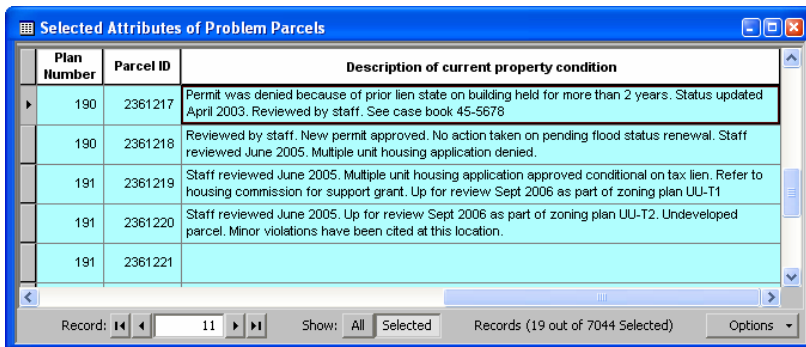 Selected Attributes of Problem Parcels
Plan Number Parcel ID Description of current property condition
190 2361217 Permit was denied because of prior lien state on building held for more than 2 years. Status updated
April 2003. Reviewed by staff. See case book 45-5678
190 2361218 Reviewed by staff. New permit approved. No action taken on pending flood status renewal. Staff
reviewed June 2005. Multiple unit housing application denied.
191 2361219 Staff reviewed June 2005. Multiple unit housing application approved conditional on tax lien. Refer to
housing commission for support grant. Up for review Sept 2006 as part of zoning plan UU-T1
191 2361220 Staff reviewed June 2005. Up for review Sept 2006 as part of zoning plan UU-T2. Undeveloped
parcel. Minor violations have been cited at this location.
191 2361221
Record: 11 Show: All Selected Records (19 out of 7044 Selected) Options